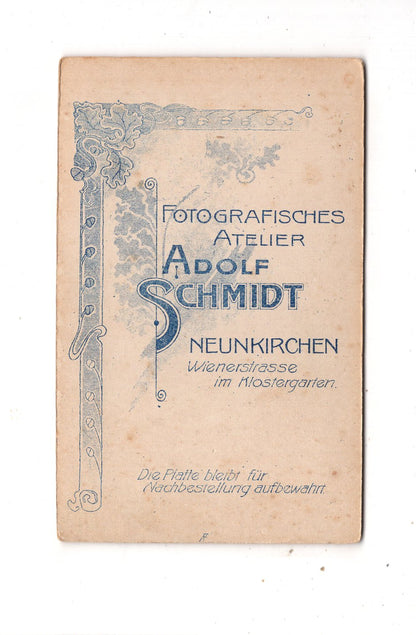 FOTOGRAFISCHES
ATELIER
ADOLF
SCHMIDT
NEUNKIRCHEN
Wienerstrasse
im Klostergarten.
Die Platte bleibt für
Nachbestellung aufbewahrt.